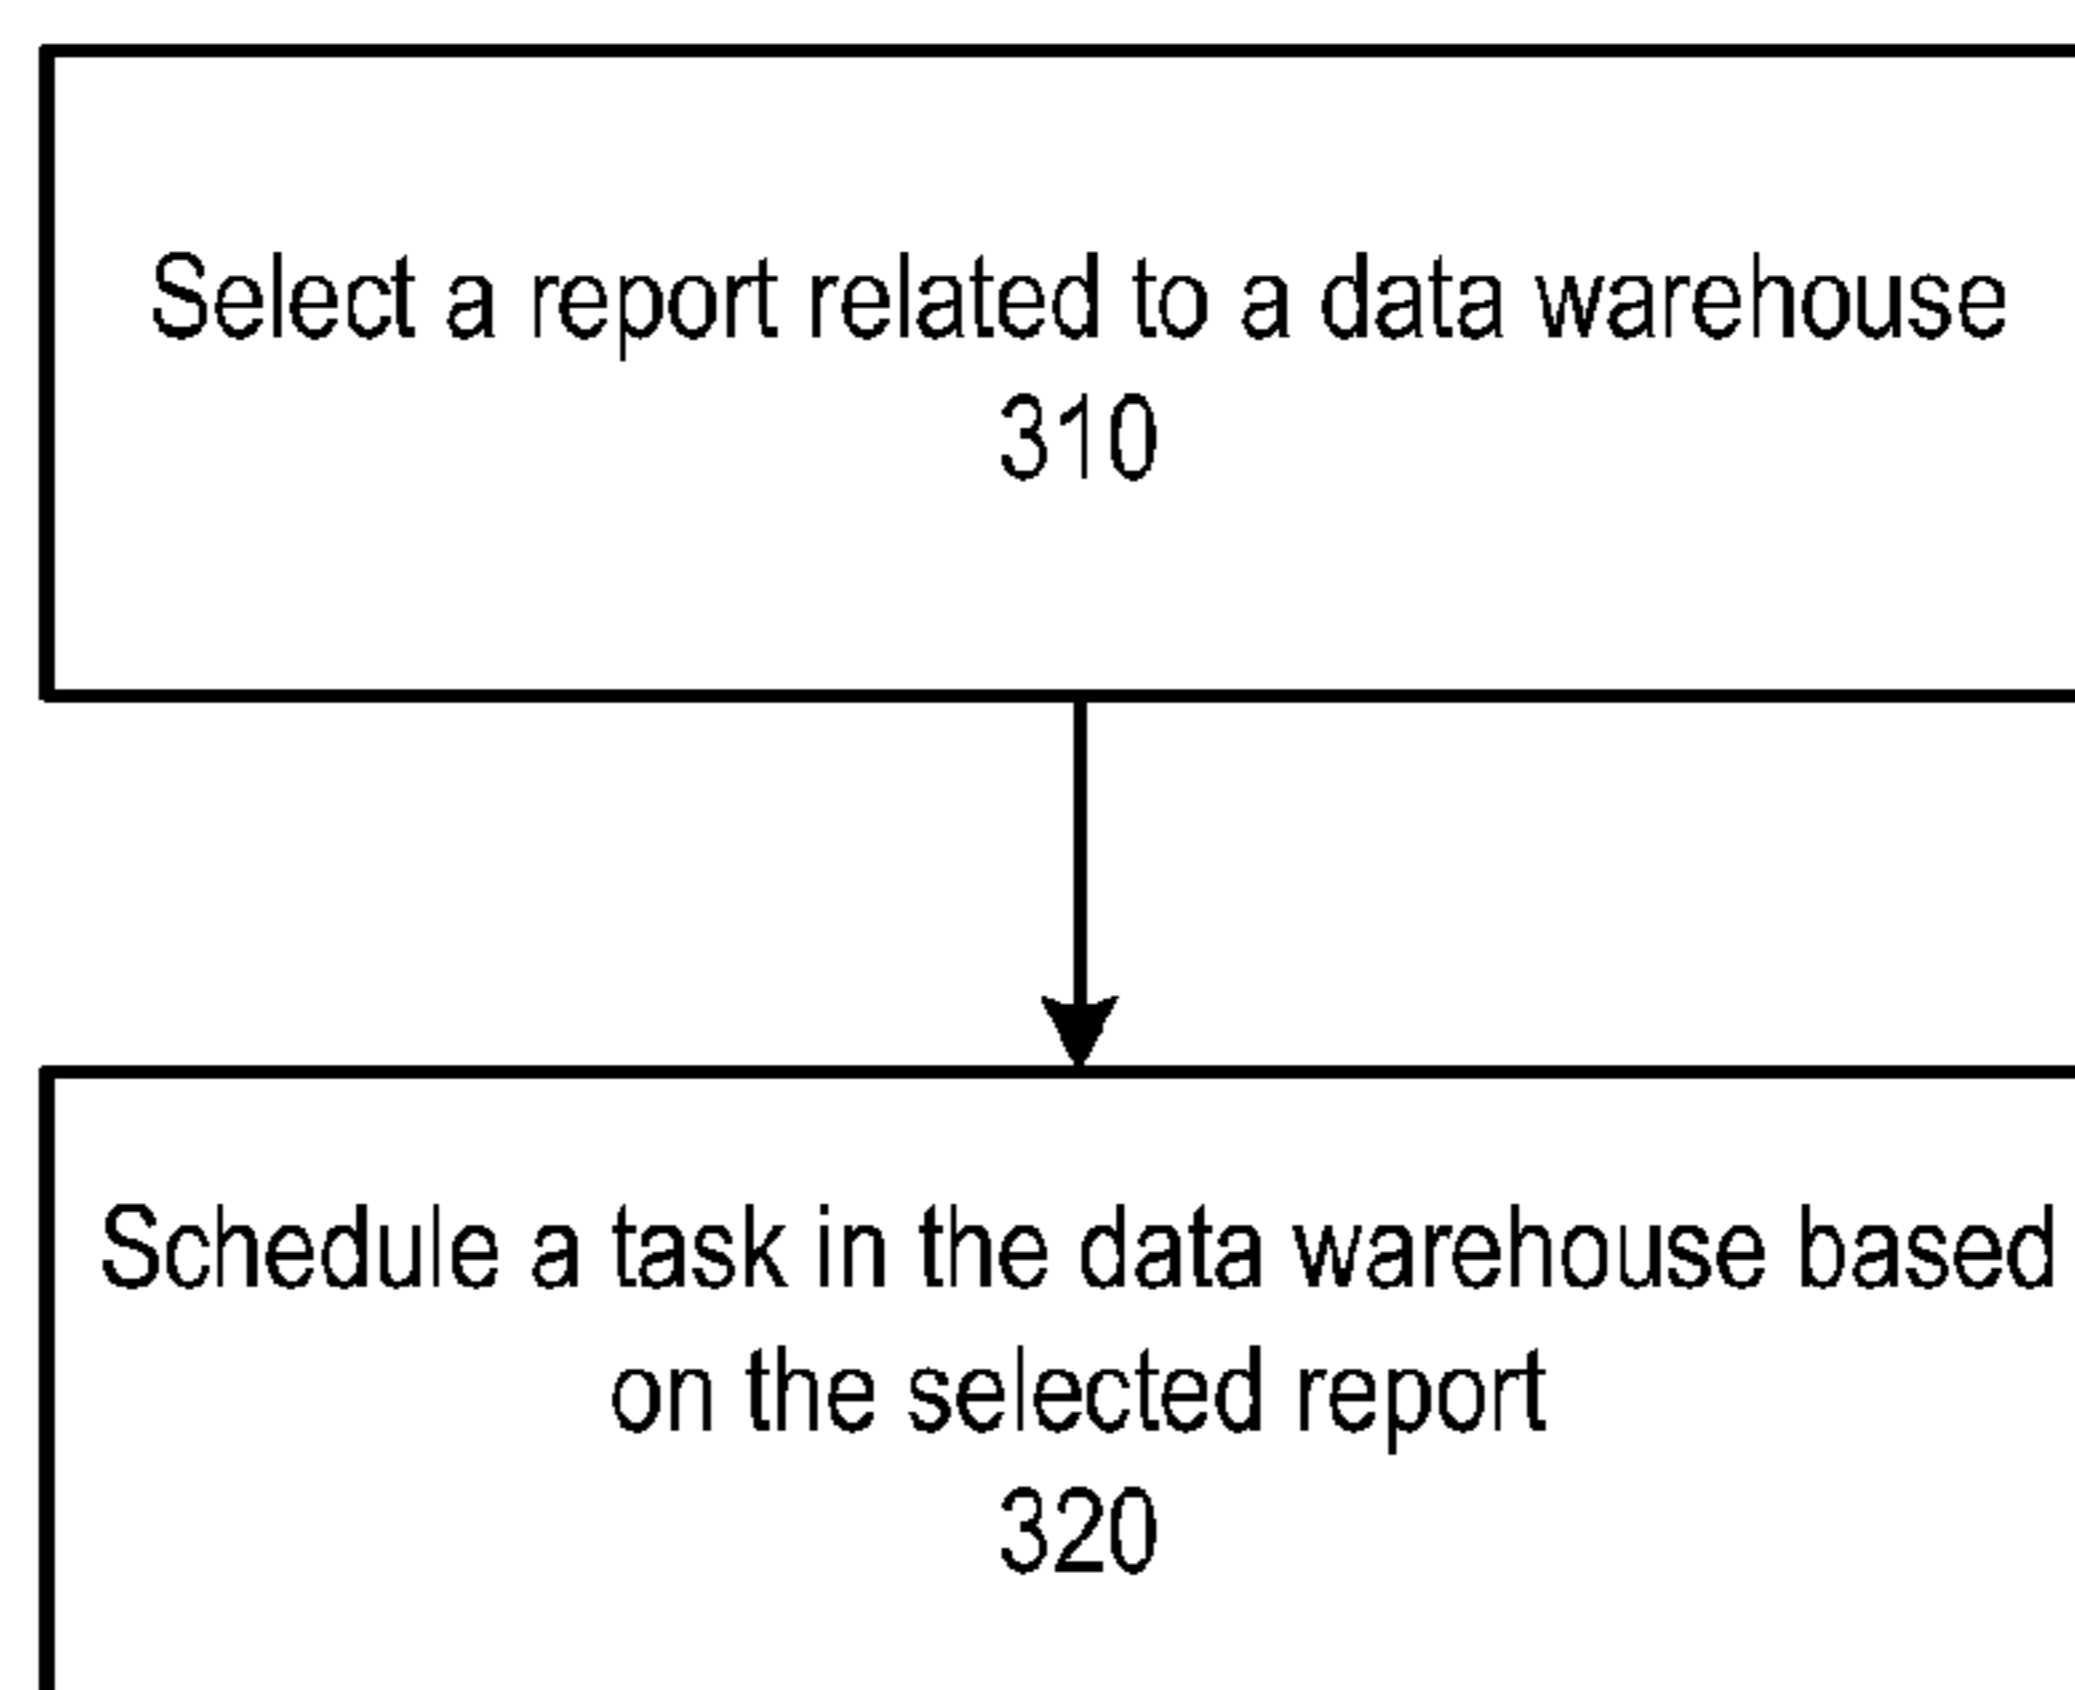 Select a report related to a data warehouse
310
Schedule a task in the data warehouse based
on the selected report
320